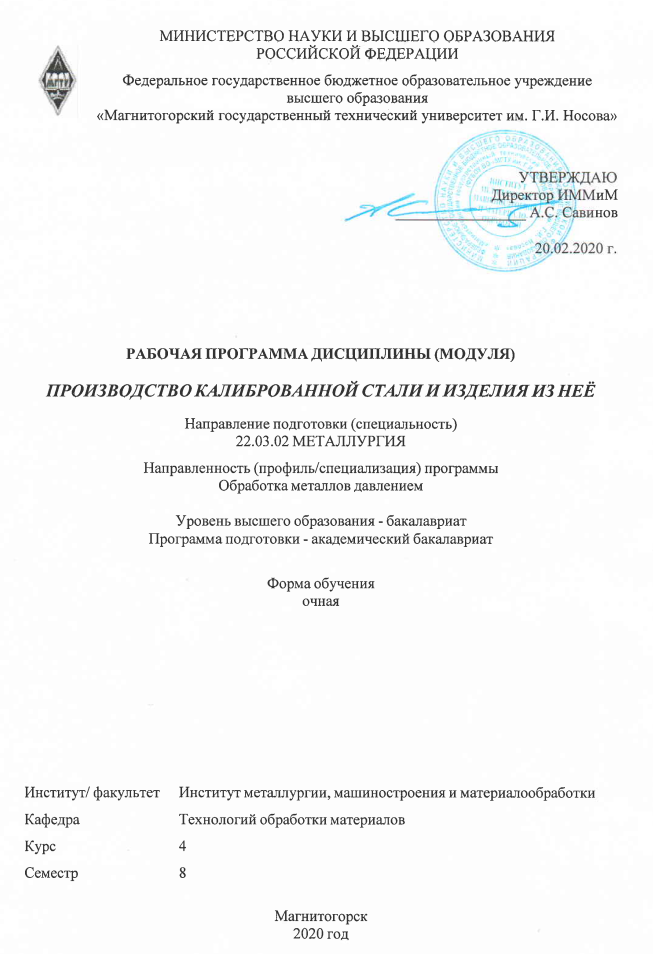 МИНИСТЕРСТВО НАУКИ И ВЫСШЕГО ОБРАЗОВАНИЯ
РОССИЙСКОЙ ФЕДЕРАЦИИ
Федеральное государственное бюджетное образовательное учреждение
высшего образования
«Магнитогорский государственный технический университет им. Г.И. Носова»
УТВЕРЖДАЮ
Директор ИММиМ
А.С. Савинов
20.02.2020 г.
РАБОЧАЯ ПРОГРАММА ДИСЦИПЛИНЫ (МОДУЛЯ)
ПРОИЗВОДСТВО КАЛИБРОВАННОЙ СТАЛИ И ИЗДЕЛИЯ ИЗ НЕЁ
Направление подготовки (специальность)
22.03.02 МЕТАЛЛУРГИЯ
Направленность (профиль/специализация) программы
Обработка металлов давлением
Уровень высшего образования - бакалавриат
Программа подготовки - академический бакалавриат
Форма обучения
очная
Институт/ факультет Институт металлургии, машиностроения и материалообработки
Кафедра Технологий обработки материалов
Курс 4
Семестр 8
Магнитогорск
2020 год